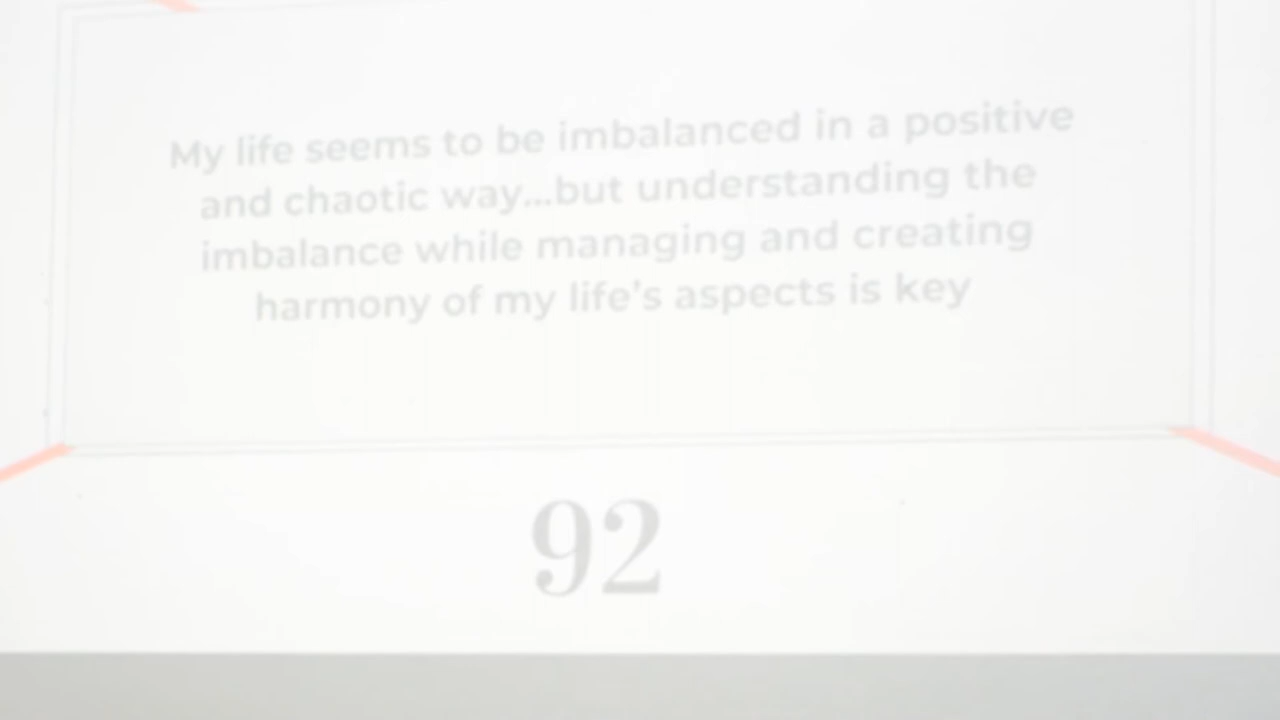 My life seems to be imbalanced in a positive
and chaotic way...but understanding the
imbalance while managing and creating
harmony of my life's aspects is key
92